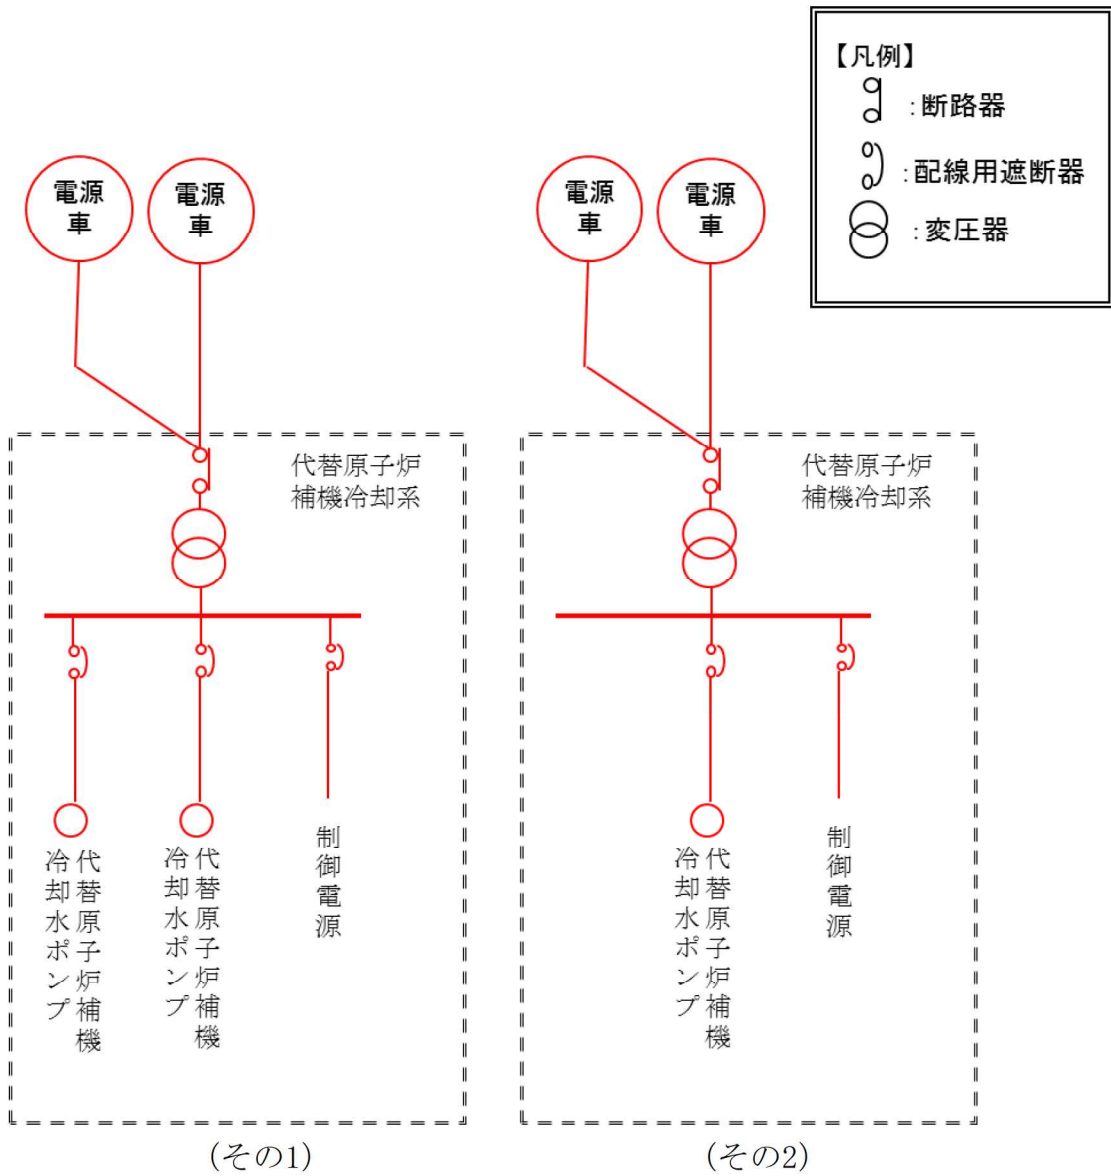 【凡例】
:断路器
:配線用遮断器
:変圧器
電源
車
電源
車
電源
車
電源
車
代替原子炉
補機冷却系
代替原子炉
補機冷却系
代替原子炉補機
冷却水ポンプ
代替原子炉補機
冷却水ポンプ
制御電源
代替原子炉補機
冷却水ポンプ
制御電源
(その1)
(その2)